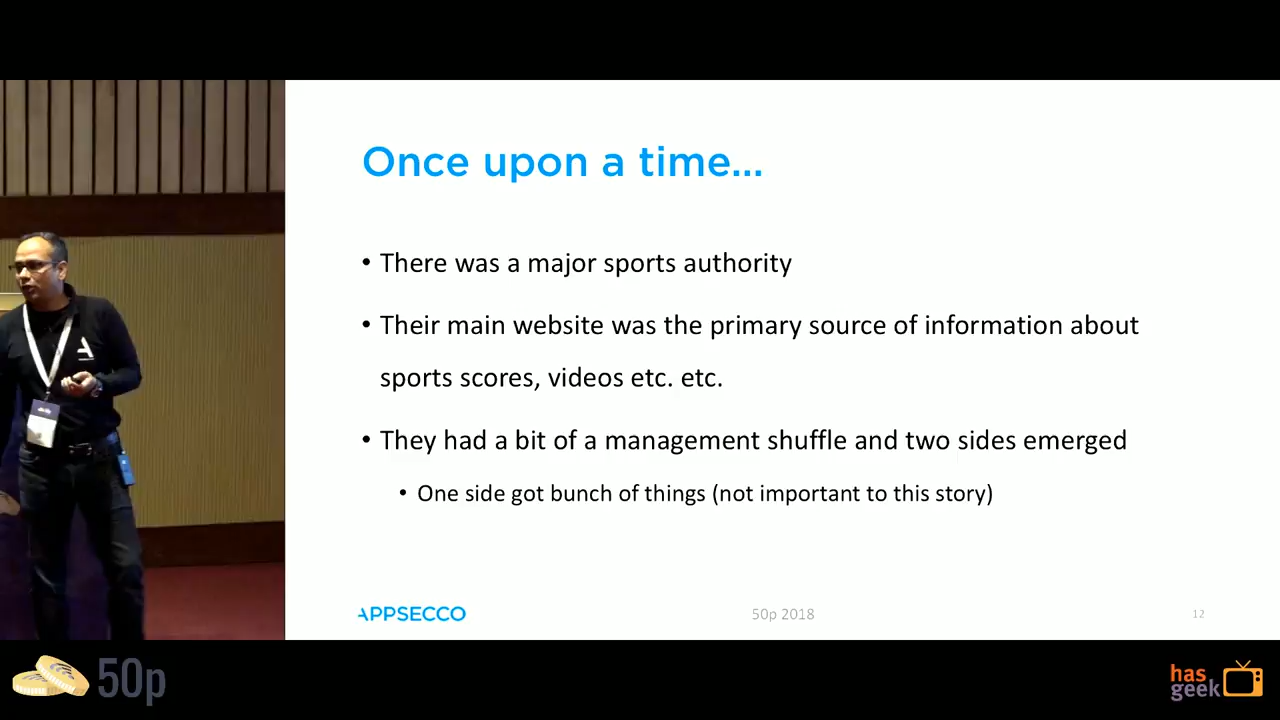 Once upon a time...
• There was a major sports authority
• Their main website was the primary source of information about
sports scores, videos etc. etc.
• They had a bit of a management shuffle and two sides emerged
• One side got bunch of things (not important to this story)
APPSECCO
50p 2018
12
50p
has
geek